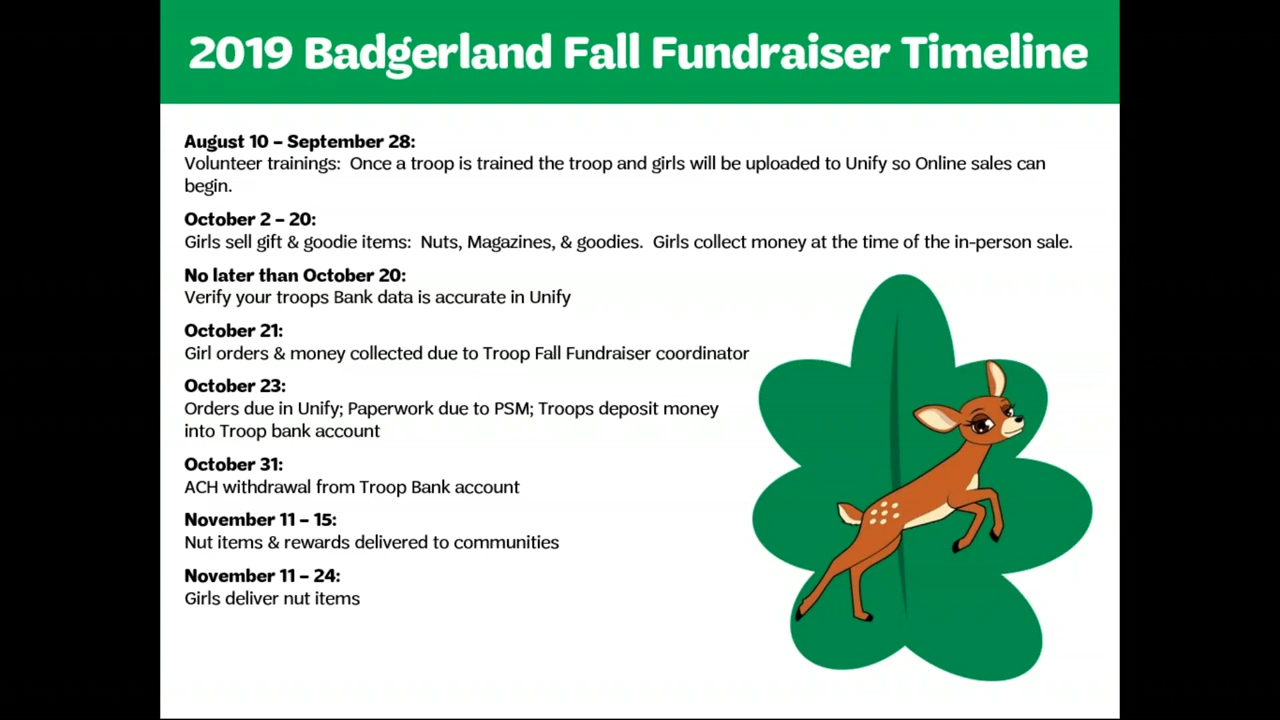 2019 Badgerland Fall Fundraiser Timeline
August 10 – September 28:
Volunteer trainings:  Once a troop is trained the troop and girls will be uploaded to Unify so Online sales can
begin.
October 2 – 20:
Girls sell gift & goodie items:  Nuts, Magazines, & goodies.  Girls collect money at the time of the in-person sale.
No later than October 20:
Verify your troops Bank data is accurate in Unify
October 21:
Girl orders & money collected due to Troop Fall Fundraiser coordinator
October 23:
Orders due in Unify; Paperwork due to PSM; Troops deposit money
into Troop bank account
October 31:
ACH withdrawal from Troop Bank account
November 11 – 15:
Nut items & rewards delivered to communities
November 11 – 24:
Girls deliver nut items